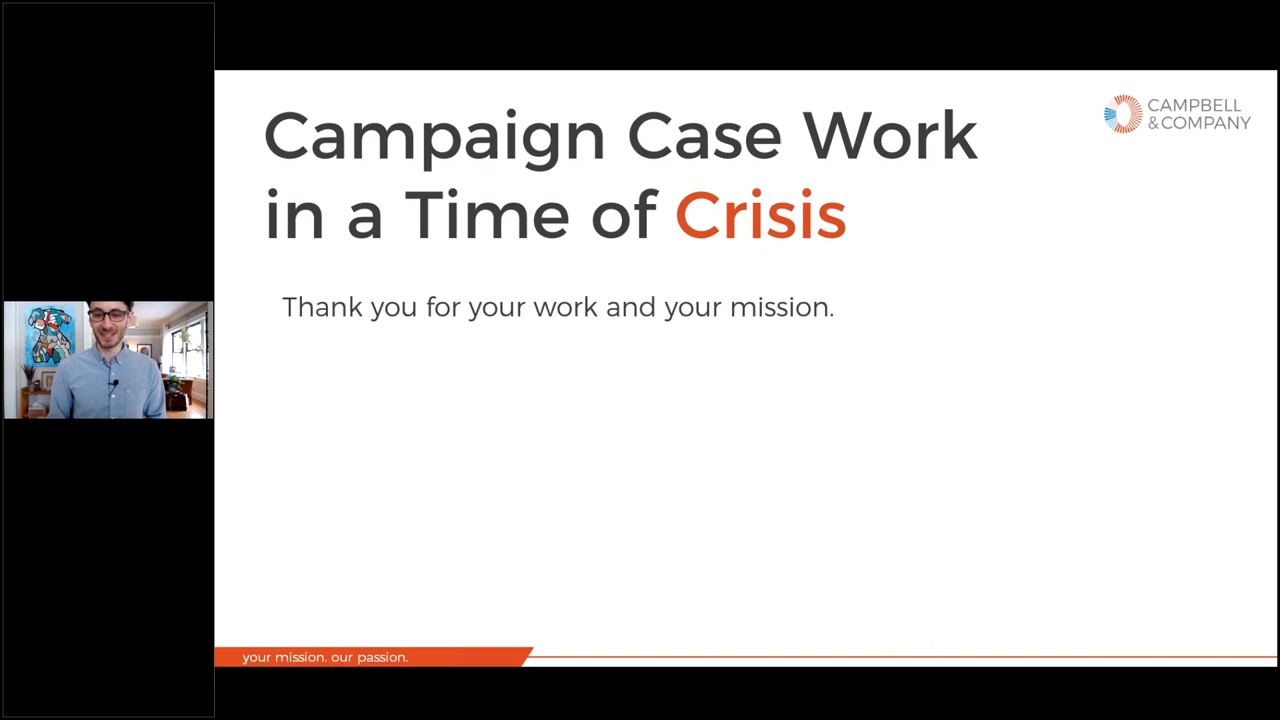 Campaign Case Work
in a Time of Crisis
CAMPBELL
&COMPANY
Thank you for your work and your mission.
your mission. our passion.